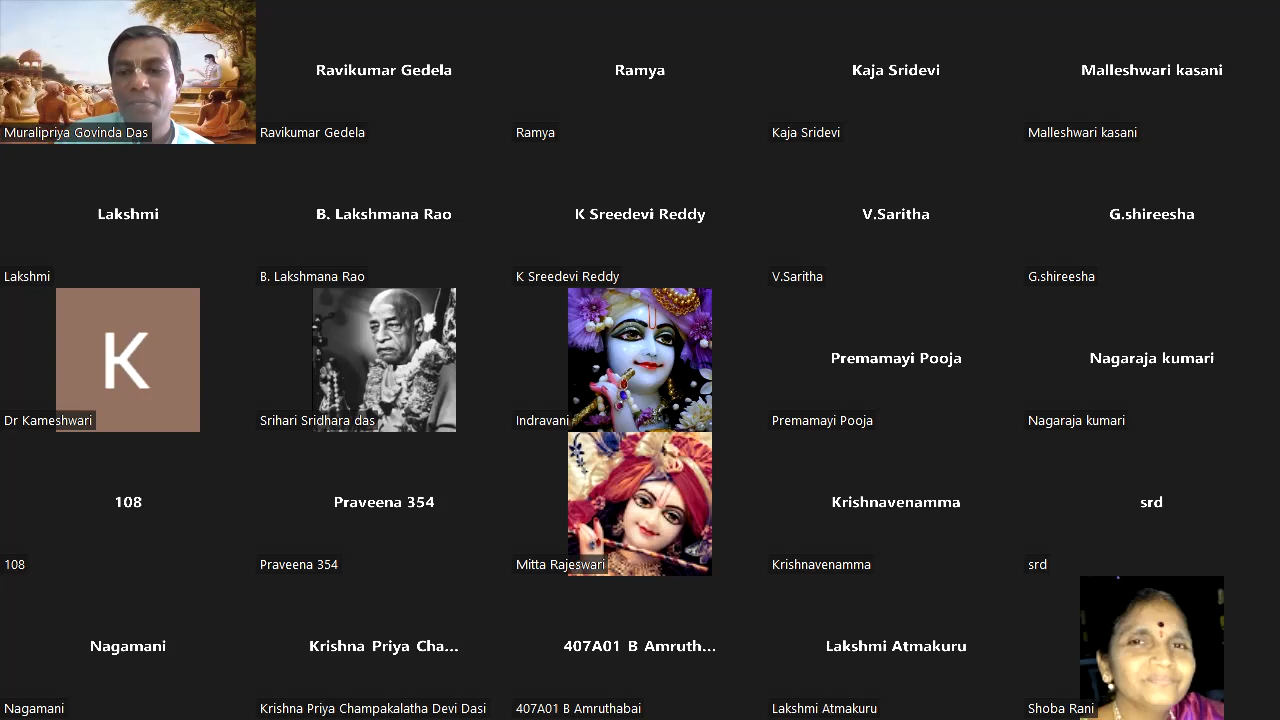 Muralipriya Govinda Das
Ravikumar Gedela
Ravikumar Gedela
Ramya
Ramya
Kaja Sridevi
Kaja Sridevi
Malleshwari kasani
Malleshwari kasani
Lakshmi
Lakshmi
B. Lakshmana Rao
B. Lakshmana Rao
K Sreedevi Reddy
K Sreedevi Reddy
V.Saritha
V.Saritha
G.shireesha
G.shireesha
K
Dr Kameshwari
Srihari Sridhara das
Indravani
Premamayi Pooja
Premamayi Pooja
Nagaraja kumari
Nagaraja kumari
108
108
Praveena 354
Praveena 354
Mitta Rajeswari
Krishnavenamma
Krishnavenamma
srd
srd
Nagamani
Nagamani
Krishna Priya Cha...
Krishna Priya Champakalatha Devi Dasi
407A01 B Amruth...
407A01 B Amruthabai
Lakshmi Atmakuru
Lakshmi Atmakuru
Shoba Rani